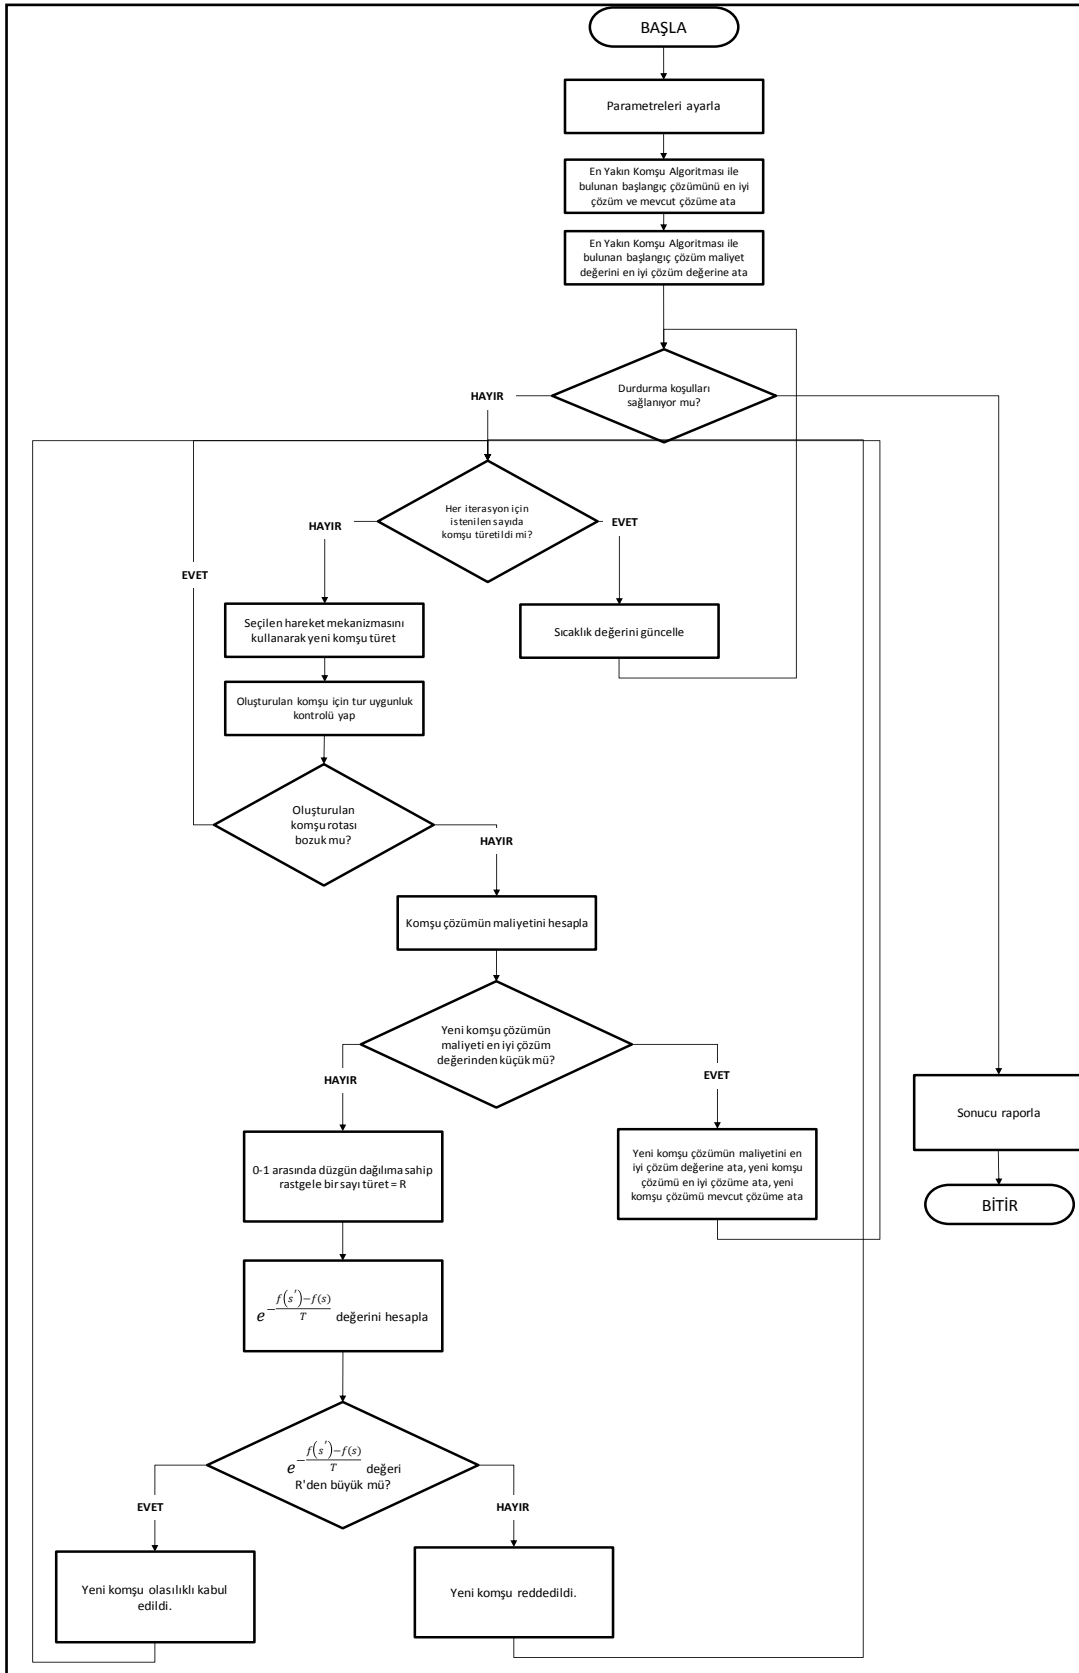 BAŞLA
Parametreleri ayarla
En Yakın Komşu Algoritması ile
bulunan başlangıç çözümünü en iyi
çözüm ve mevcut çözüme ata
En Yakın Komşu Algoritması ile
bulunan başlangıç çözüm maliyet
değerini en iyi çözüm değerine ata
Durdurma koşulları
sağlanıyor mu?
HAYIR
Her iterasyon için
istenilen sayıda
komşu türetildi mi?
HAYIR
EVET
EVET
Seçilen hareket mekanizmasını
kullanarak yeni komşu türet
Sıcaklık değerini güncelle
Oluşturulan komşu için tur uygunluk
kontrolü yap
Oluşturulan
komşu rotası
bozuk mu?
HAYIR
Komşu çözümün maliyetini hesapla
Yeni komşu çözümün
maliyeti en iyi çözüm
değerinden küçük mü?
HAYIR
EVET
Sonucu raporla
0-1 arasında düzgün dağılıma sahip
rastgele bir sayı türet = R
Yeni komşu çözümün maliyetini en
iyi çözüm değerine ata, yeni komşu
çözümü en iyi çözüme ata, yeni
komşu çözümü mevcut çözüme ata
BİTİR
e^{-\frac{f(s')-f(s)}{T}} değerini hesapla
e^{-\frac{f(s')-f(s)}{T}} değeri
R'den büyük mü?
EVET
HAYIR
Yeni komşu olasılıklı kabul
edildi.
Yeni komşu reddedildi.